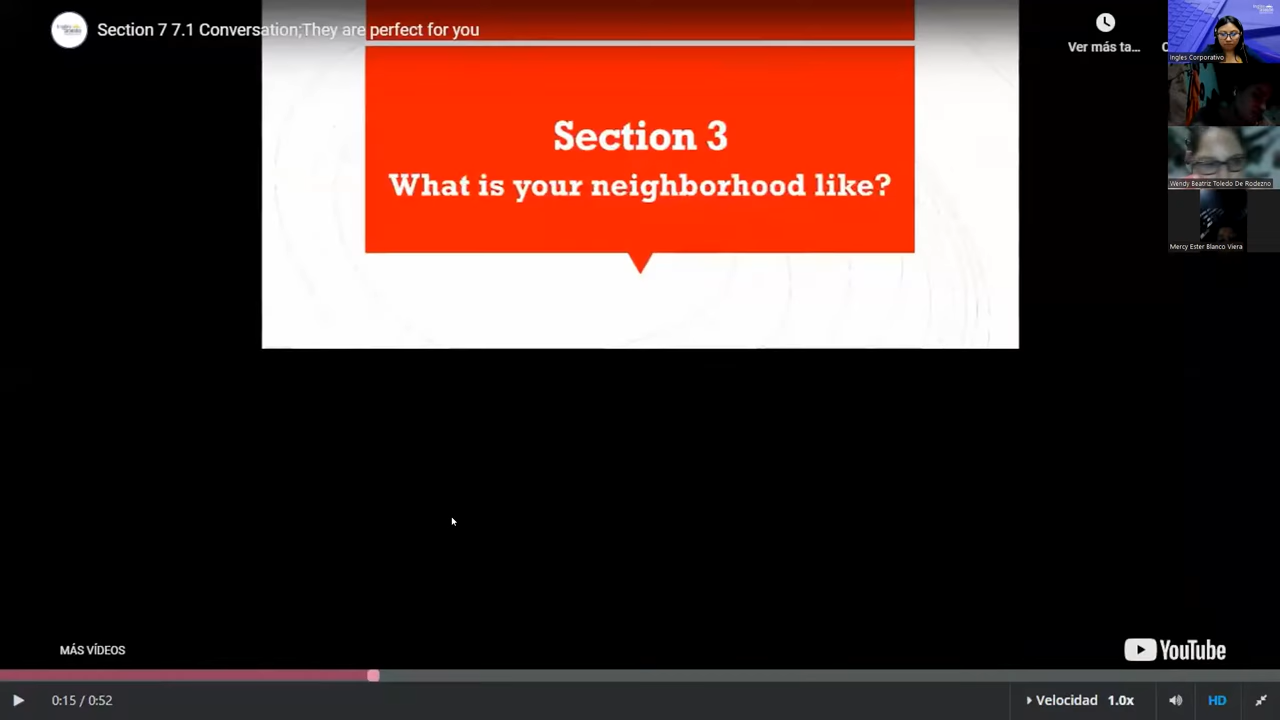 Section 7 7.1 Conversation;They are perfect for you
Ver más ta...
Ingles Corporativo
Section 3
What is your neighborhood like?
Wendy Beatriz Toledo De Rodezno
Mercy Ester Blanco Viera
MÁS VÍDEOS
YouTube
0:15 / 0:52
Velocidad 1.0x
HD